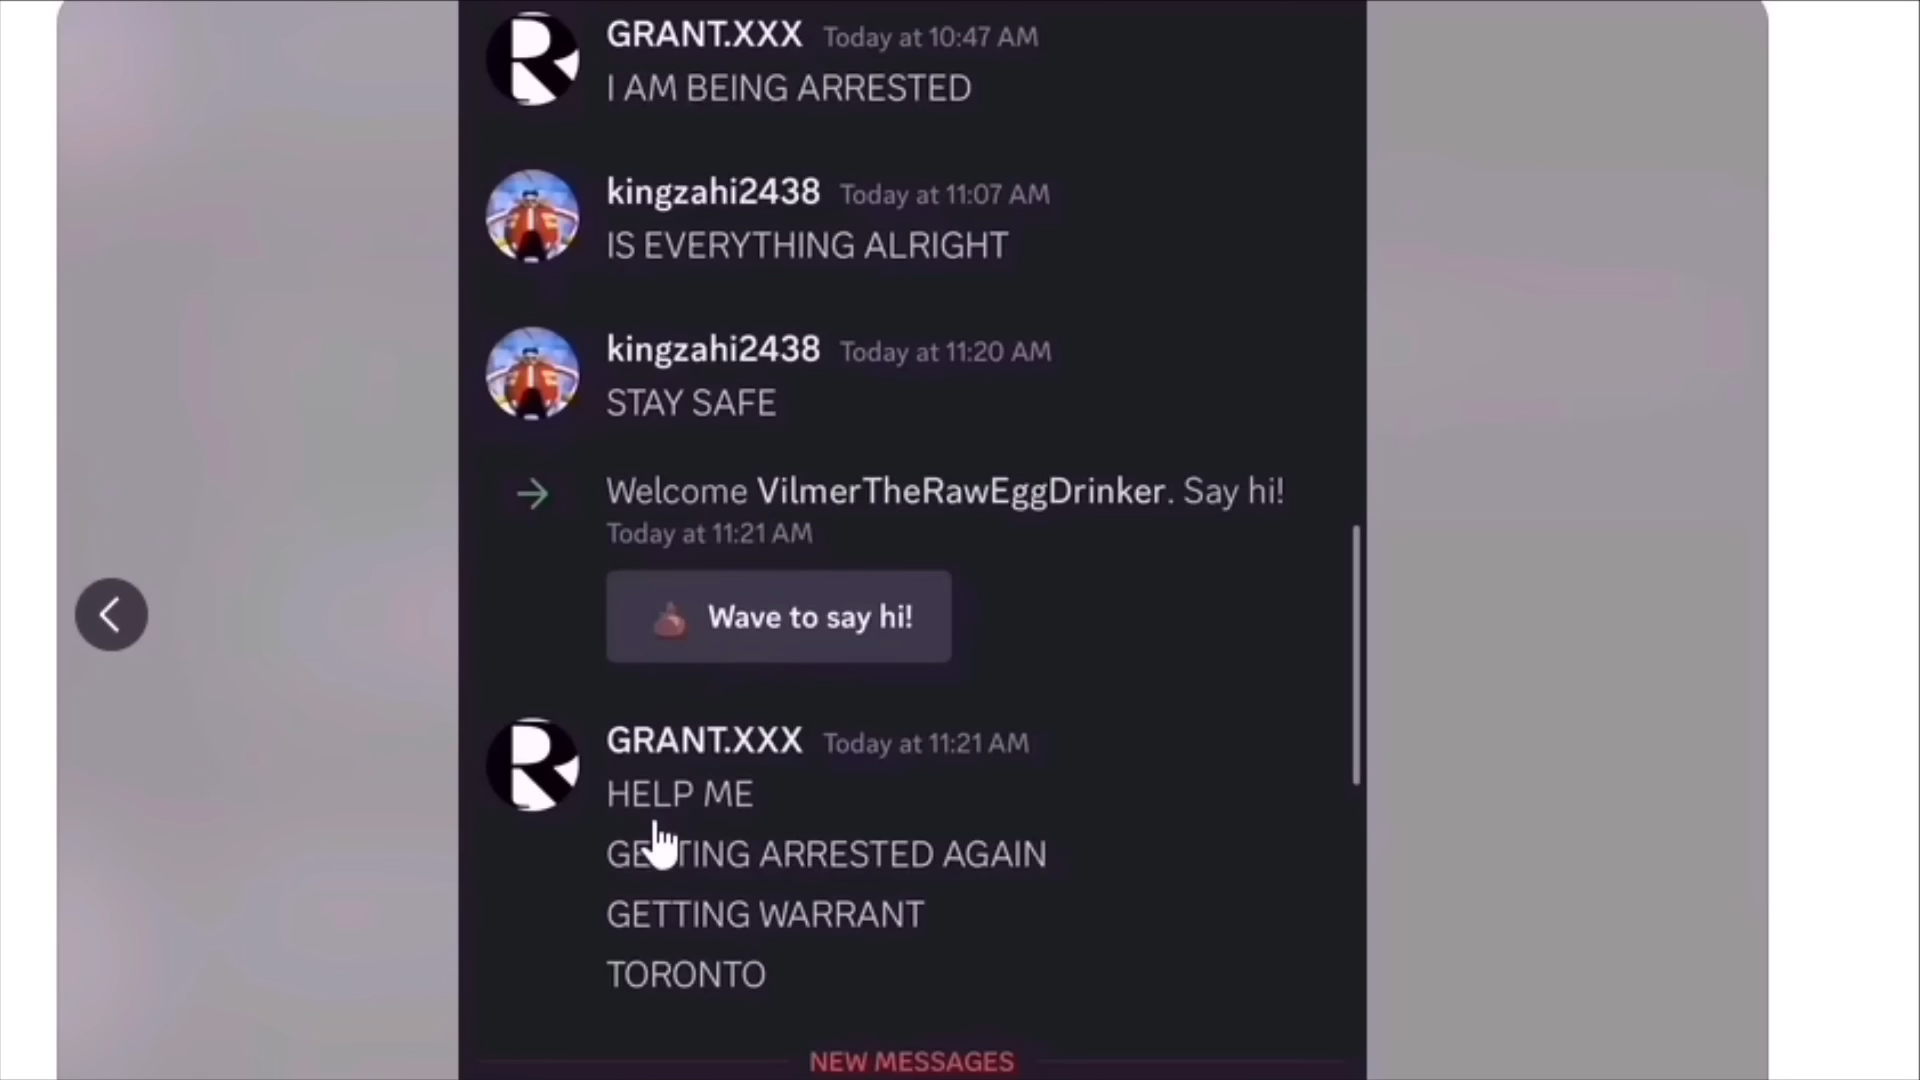 GRANT.XXX Today at 10:47 AM
I AM BEING ARRESTED
kingzahi2438 Today at 11:07 AM
IS EVERYTHING ALRIGHT
kingzahi2438 Today at 11:20 AM
STAY SAFE
Welcome VilmerTheRawEggDrinker. Say hi!
Today at 11:21 AM
Wave to say hi!
GRANT.XXX Today at 11:21 AM
HELP ME
GETTING ARRESTED AGAIN
GETTING WARRANT
TORONTO
NEW MESSAGES